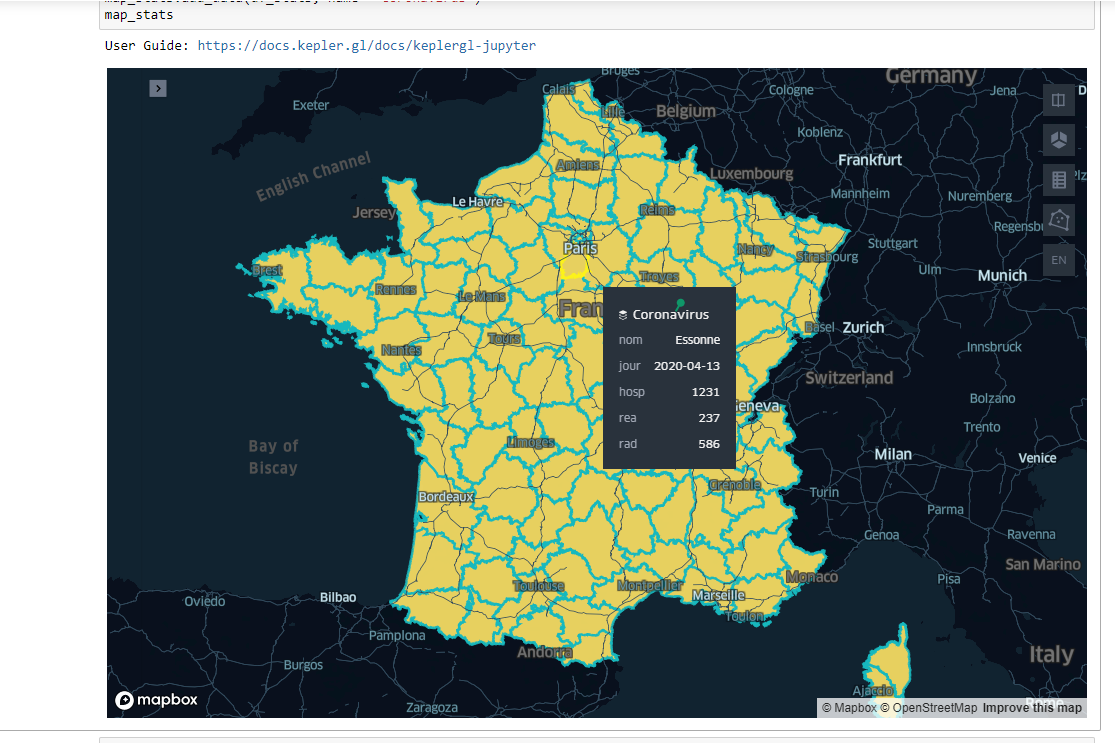 map_stats
User Guide: https://docs.kepler.gl/docs/keplergl-jupyter
Bruges
Germany
Calais
Cologne
Jena
D
Exeter
Lille
Belgium
Koblenz
English Channel
Amiens
Frankfurt
Luxembourg
Mannheim
Nuremberg
Le Havre
Jersey
Reims
Regensbu
Paris
Nancy
Strasbourg
Stuttgart
EN
Brest
Troyes
Ulm
Munich
Rennes
Le Mans
Fran
Coronavirus
nom Essonne
jour 2020-04-13
hosp 1231
rea 237
rad 586
Basel
Zurich
Tours
Nantes
Innsbruck
Switzerland
Bolzano
Geneva
Trento
Limoges
Bay of
Biscay
Milan
Venice
Grenoble
Turin
Bordeaux
Parma
Genoa
Ravenna
San Marino
Monaco
Pisa
Toulouse
Montpellier
Marseille
Toulon
Oviedo
Bilbao
Pamplona
Andorra
Italy
Burgos
Ajaccio
mapbox
Zaragoza
© Mapbox © OpenStreetMap Improve this map